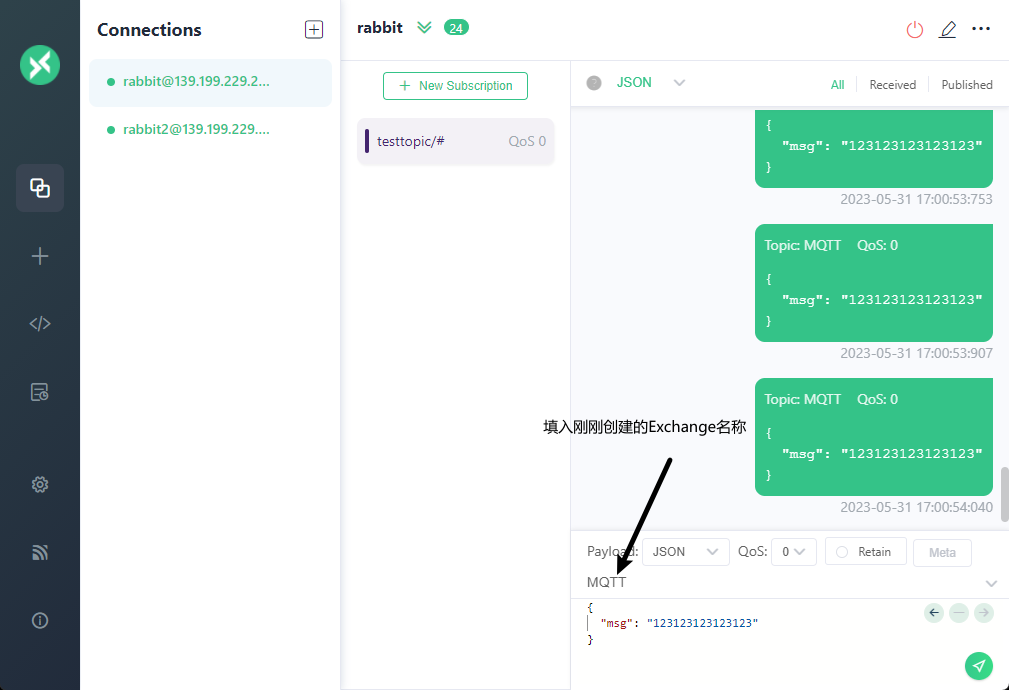 Connections
rabbit@139.199.229.2...
rabbit2@139.199.229....
rabbit 24
New Subscription
testtopic/# QoS 0
JSON
All Received Published
{
"msg": "123123123123123"
}
2023-05-31 17:00:53:753
Topic: MQTT QoS: 0
{
"msg": "123123123123123"
}
2023-05-31 17:00:53:907
Topic: MQTT QoS: 0
{
"msg": "123123123123123"
}
2023-05-31 17:00:54:040
填入刚刚创建的Exchange名称
Payload: JSON QoS: 0 Retain Meta
MQTT
{
"msg": "123123123123123"
}